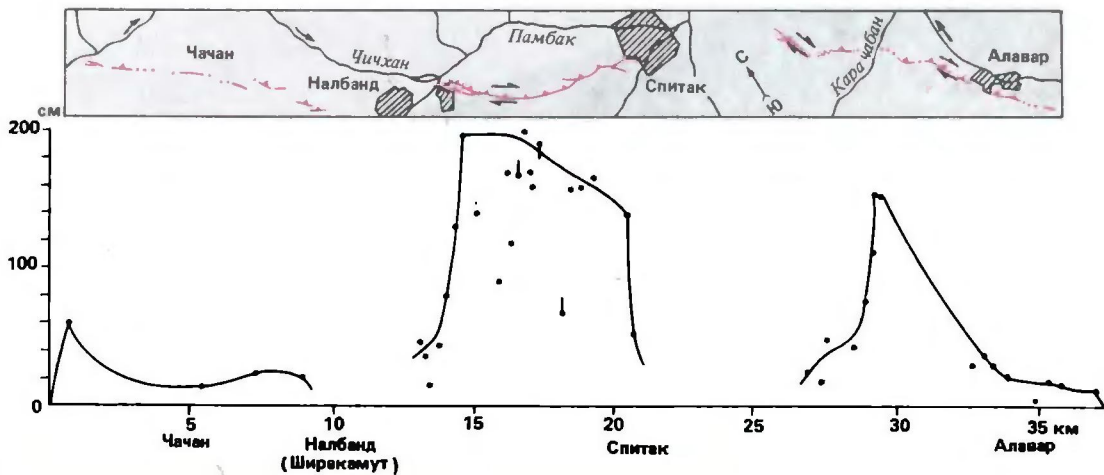 Чачан
Чичхан
Налбанд
Памбак
Спитак
С
Ю
Кара чабан
Алавар
см
200
100
0
5
10
15
20
25
30
35 км
Чачан
Налбанд
Спитак
Алавар
(Ширакамут)